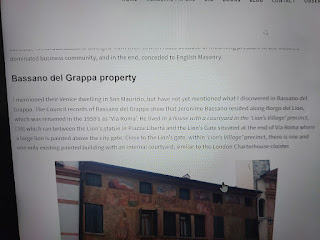 BLOG CONTACT
dominated business community, and in the end, conceded to English Masonry.
Bassano del Grappa property
I mentioned their Venice dwelling in San Maurizio, but have not yet mentioned what I discovered in Bassano del
Grappa. The Council records of Bassano del Grappa show that Jeronimo Bassano resided along Borgo del Lion,
which was renamed in the 1950's as 'Via Roma'. He lived in a house with a courtyard in the 'Lion's Village' precinct,
which ran between the Lion's statue in Piazza Libertà and the Lion's Gate situated at the end of Via Roma where
a large lion is painted above the city gate. Close to the Lion's gate, within 'Lion's Village' precinct, there is one and
one only existing painted building with an internal courtyard, similar to the London Charterhouse cloister.